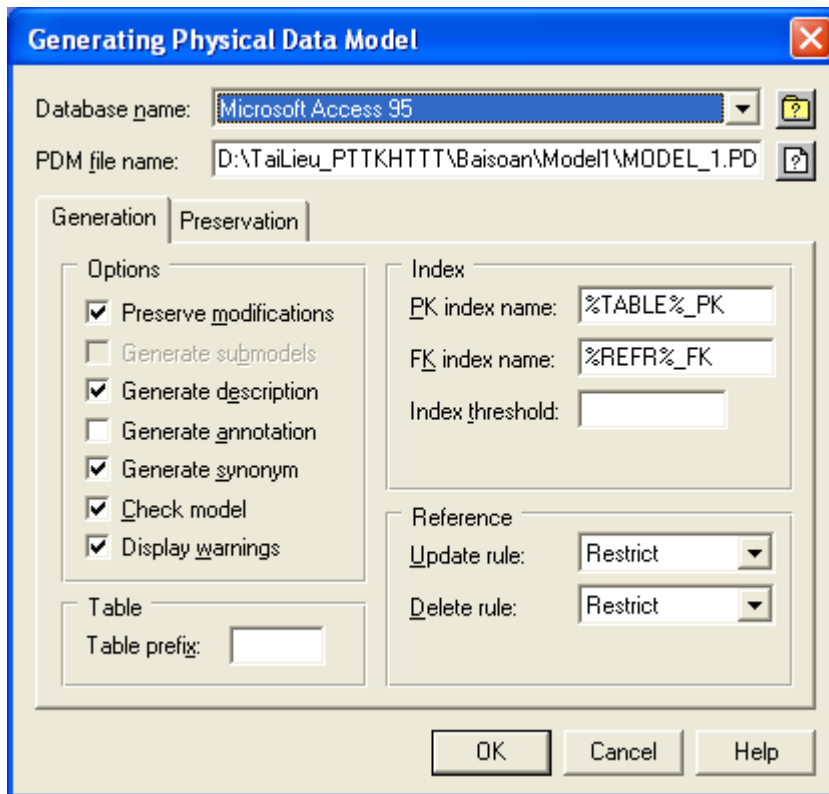 Generating Physical Data Model
Database name: Microsoft Access 95
PDM file name: D:\TaiLieu_PTTKHTTT\Baisoan\Model1\MODEL_1.PD
Generation Preservation
Options
Preserve modifications
Generate submodels
Generate description
Generate annotation
Generate synonym
Check model
Display warnings
Table
Table prefix:
Index
PK index name: %TABLE%_PK
FK index name: %REFR%_FK
Index threshold:
Reference
Update rule: Restrict
Delete rule: Restrict
OK Cancel Help